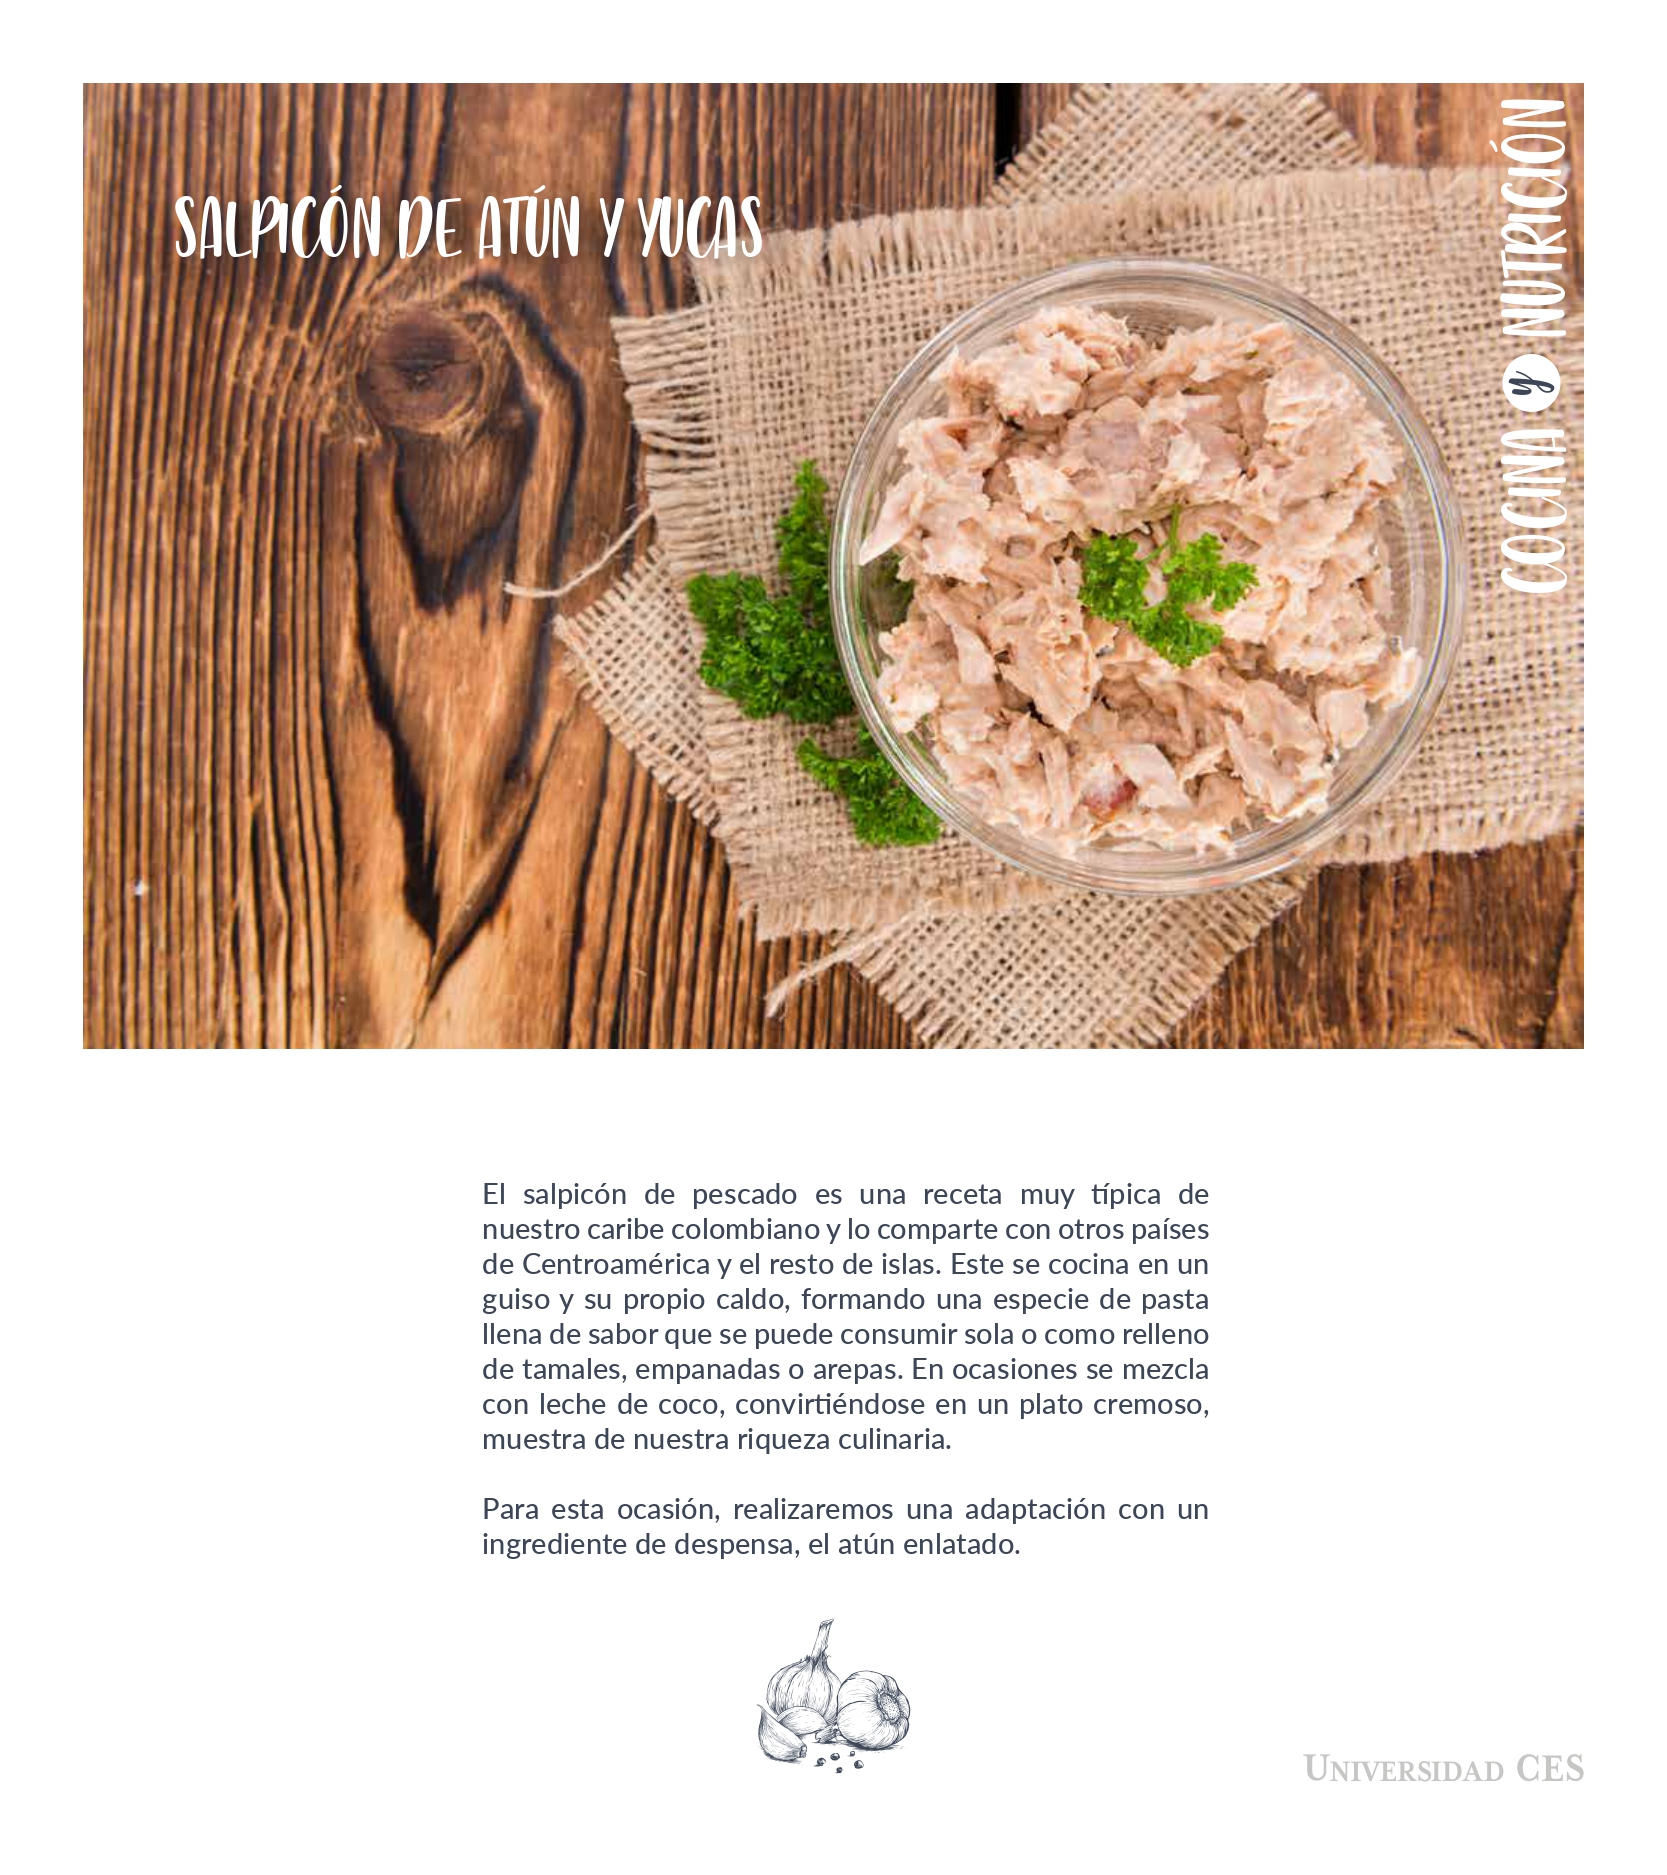 SALPICÓN DE ATÚN Y YUCAS
COCINA y NUTRICIÓN
El salpicón de pescado es una receta muy típica de
nuestro caribe colombiano y lo comparte con otros países
de Centroamérica y el resto de islas. Este se cocina en un
guiso y su propio caldo, formando una especie de pasta
llena de sabor que se puede consumir sola o como relleno
de tamales, empanadas o arepas. En ocasiones se mezcla
con leche de coco, convirtiéndose en un plato cremoso,
muestra de nuestra riqueza culinaria.
Para esta ocasión, realizaremos una adaptación con un
ingrediente de despensa, el atún enlatado.
UNIVERSIDAD CES